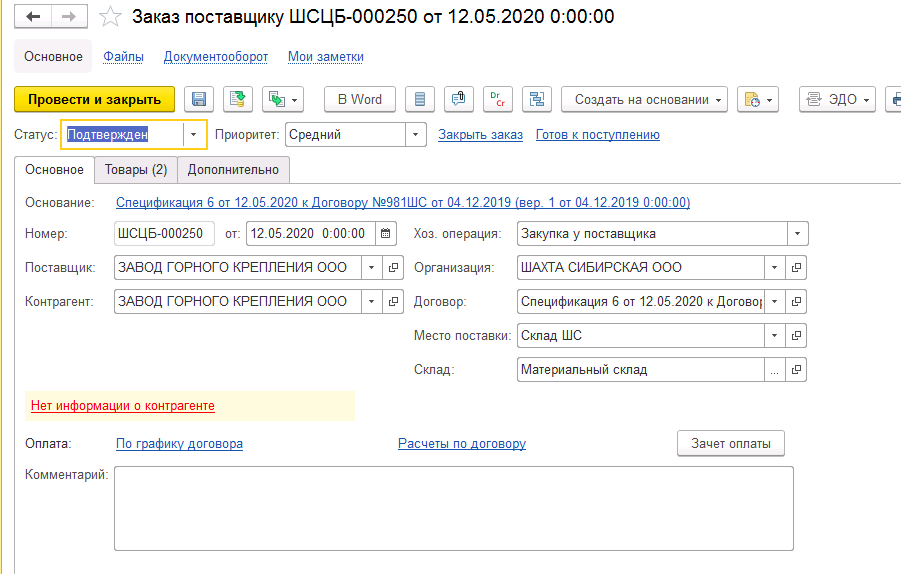 Заказ поставщику ШСЦБ-000250 от 12.05.2020 0:00:00
Основное Файлы Документооборот Мои заметки
Провести и закрыть В Word Dr Cr Создать на основании ЭДО
Статус: Подтвержден Приоритет: Средний Закрыть заказ Готов к поступлению
Основное Товары (2) Дополнительно
Основание: Спецификация 6 от 12.05.2020 к Договору №981ШС от 04.12.2019 (вер. 1 от 04.12.2019 0:00:00)
Номер: ШСЦБ-000250 от: 12.05.2020 0:00:00 Хоз. операция: Закупка у поставщика
Поставщик: ЗАВОД ГОРНОГО КРЕПЛЕНИЯ ООО Организация: ШАХТА СИБИРСКАЯ ООО
Контрагент: ЗАВОД ГОРНОГО КРЕПЛЕНИЯ ООО Договор: Спецификация 6 от 12.05.2020 к Договор
Место поставки: Склад ШС
Склад: Материальный склад ...
Нет информации о контрагенте
Оплата: По графику договора Расчеты по договору Зачет оплаты
Комментарий: